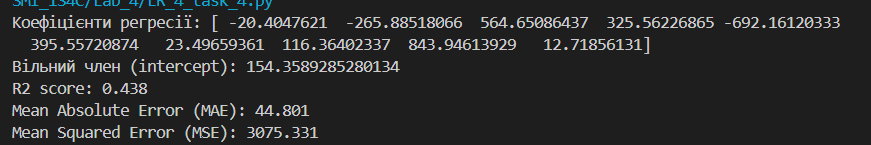 SMI_134C/Lab_4/LR_4_task_4.py
Коефіцієнти регресії: [ -20.4047621 -265.88518066 564.65086437 325.56226865 -692.16120333
395.55720874 23.49659361 116.36402337 843.94613929 12.71856131]
Вільний член (intercept): 154.3589285280134
R2 score: 0.438
Mean Absolute Error (MAE): 44.801
Mean Squared Error (MSE): 3075.331